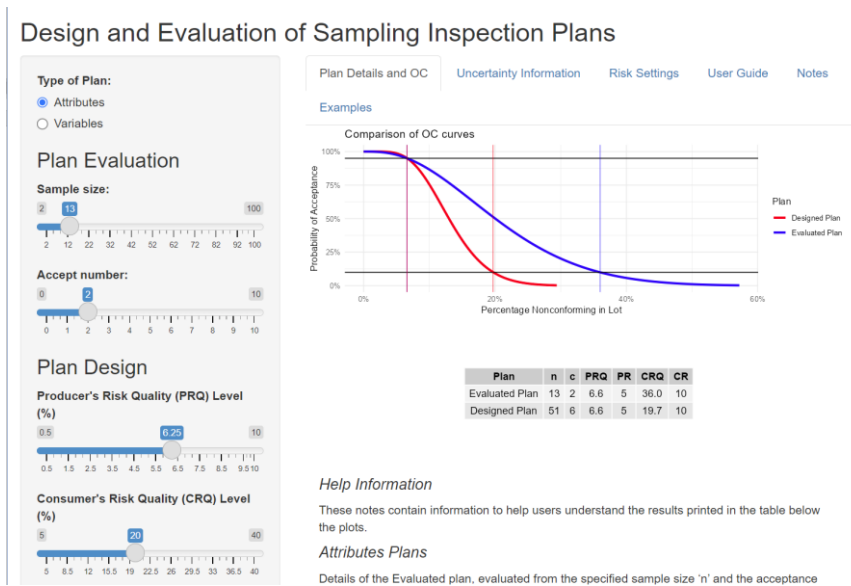 Design and Evaluation of Sampling Inspection Plans
Type of Plan:
Attributes
Variables
Plan Evaluation
Sample size:
2 13 100
2 12 22 32 42 52 62 72 82 92 100
Accept number:
0 2 10
0 1 2 3 4 5 6 7 8 9 10
Plan Design
Producer's Risk Quality (PRQ) Level
(%)
0.5 6.25 10
0.5 1.5 2.5 3.5 4.5 5.5 6.5 7.5 8.5 9.5 10
Consumer's Risk Quality (CRQ) Level
(%)
5 20 40
5 8.5 12 15.5 19 22.5 26 29.5 33 36.5 40
Plan Details and OC Uncertainty Information Risk Settings User Guide Notes
Examples
Comparison of OC curves
Probability of Acceptance
100%
75%
50%
25%
0%
0% 20% 40% 60%
Percentage Nonconforming in Lot
Plan
Designed Plan
Evaluated Plan
Plan n c PRQ PR CRQ CR
Evaluated Plan 13 2 6.6 5 36.0 10
Designed Plan 51 6 6.6 5 19.7 10
Help Information
These notes contain information to help users understand the results printed in the table below
the plots.
Attributes Plans
Details of the Evaluated plan, evaluated from the specified sample size 'n' and the acceptance